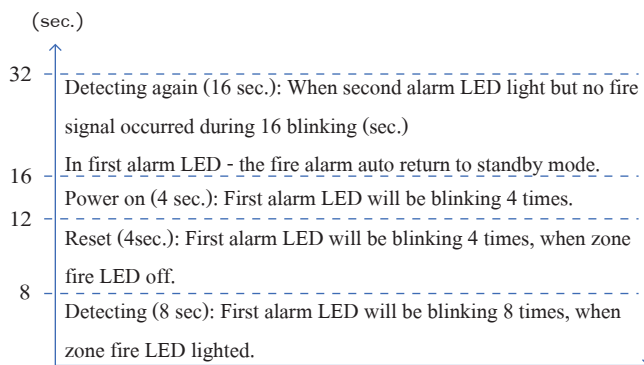 (sec.)
32
Detecting again (16 sec.): When second alarm LED light but no fire
signal occurred during 16 blinking (sec.)
In first alarm LED - the fire alarm auto return to standby mode.
16
Power on (4 sec.): First alarm LED will be blinking 4 times.
12
Reset (4sec.): First alarm LED will be blinking 4 times, when zone
fire LED off.
8
Detecting (8 sec): First alarm LED will be blinking 8 times, when
zone fire LED lighted.